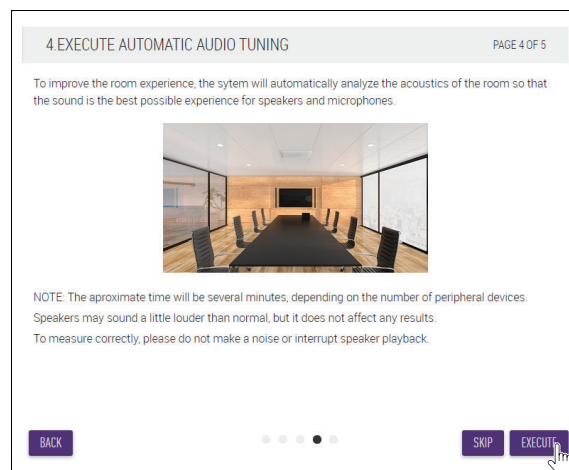 4.EXECUTE AUTOMATIC AUDIO TUNING
PAGE 4 OF 5
To improve the room experience, the sytem will automatically analyze the acoustics of the room so that
the sound is the best possible experience for speakers and microphones.
NOTE: The aproximate time will be several minutes, depending on the number of peripheral devices.
Speakers may sound a little louder than normal, but it does not affect any results.
To measure correctly, please do not make a noise or interrupt speaker playback.
BACK
SKIP
EXECUTE